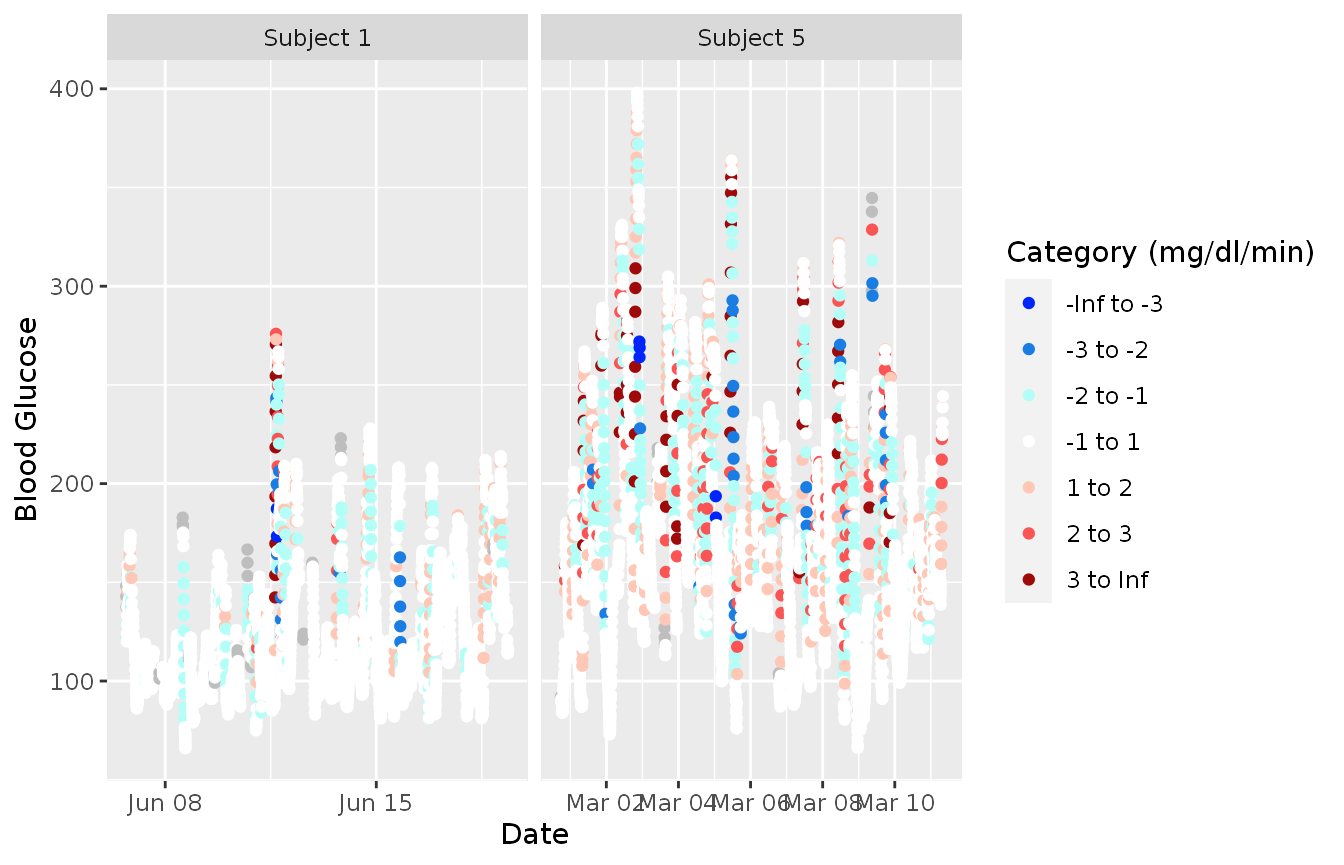 Subject 1
Subject 5
400
300
200
100
Blood Glucose
Jun 08
Jun 15
Mar 02
Mar 04
Mar 06
Mar 08
Mar 10
Date
Category (mg/dl/min)
-Inf to -3
-3 to -2
-2 to -1
-1 to 1
1 to 2
2 to 3
3 to Inf